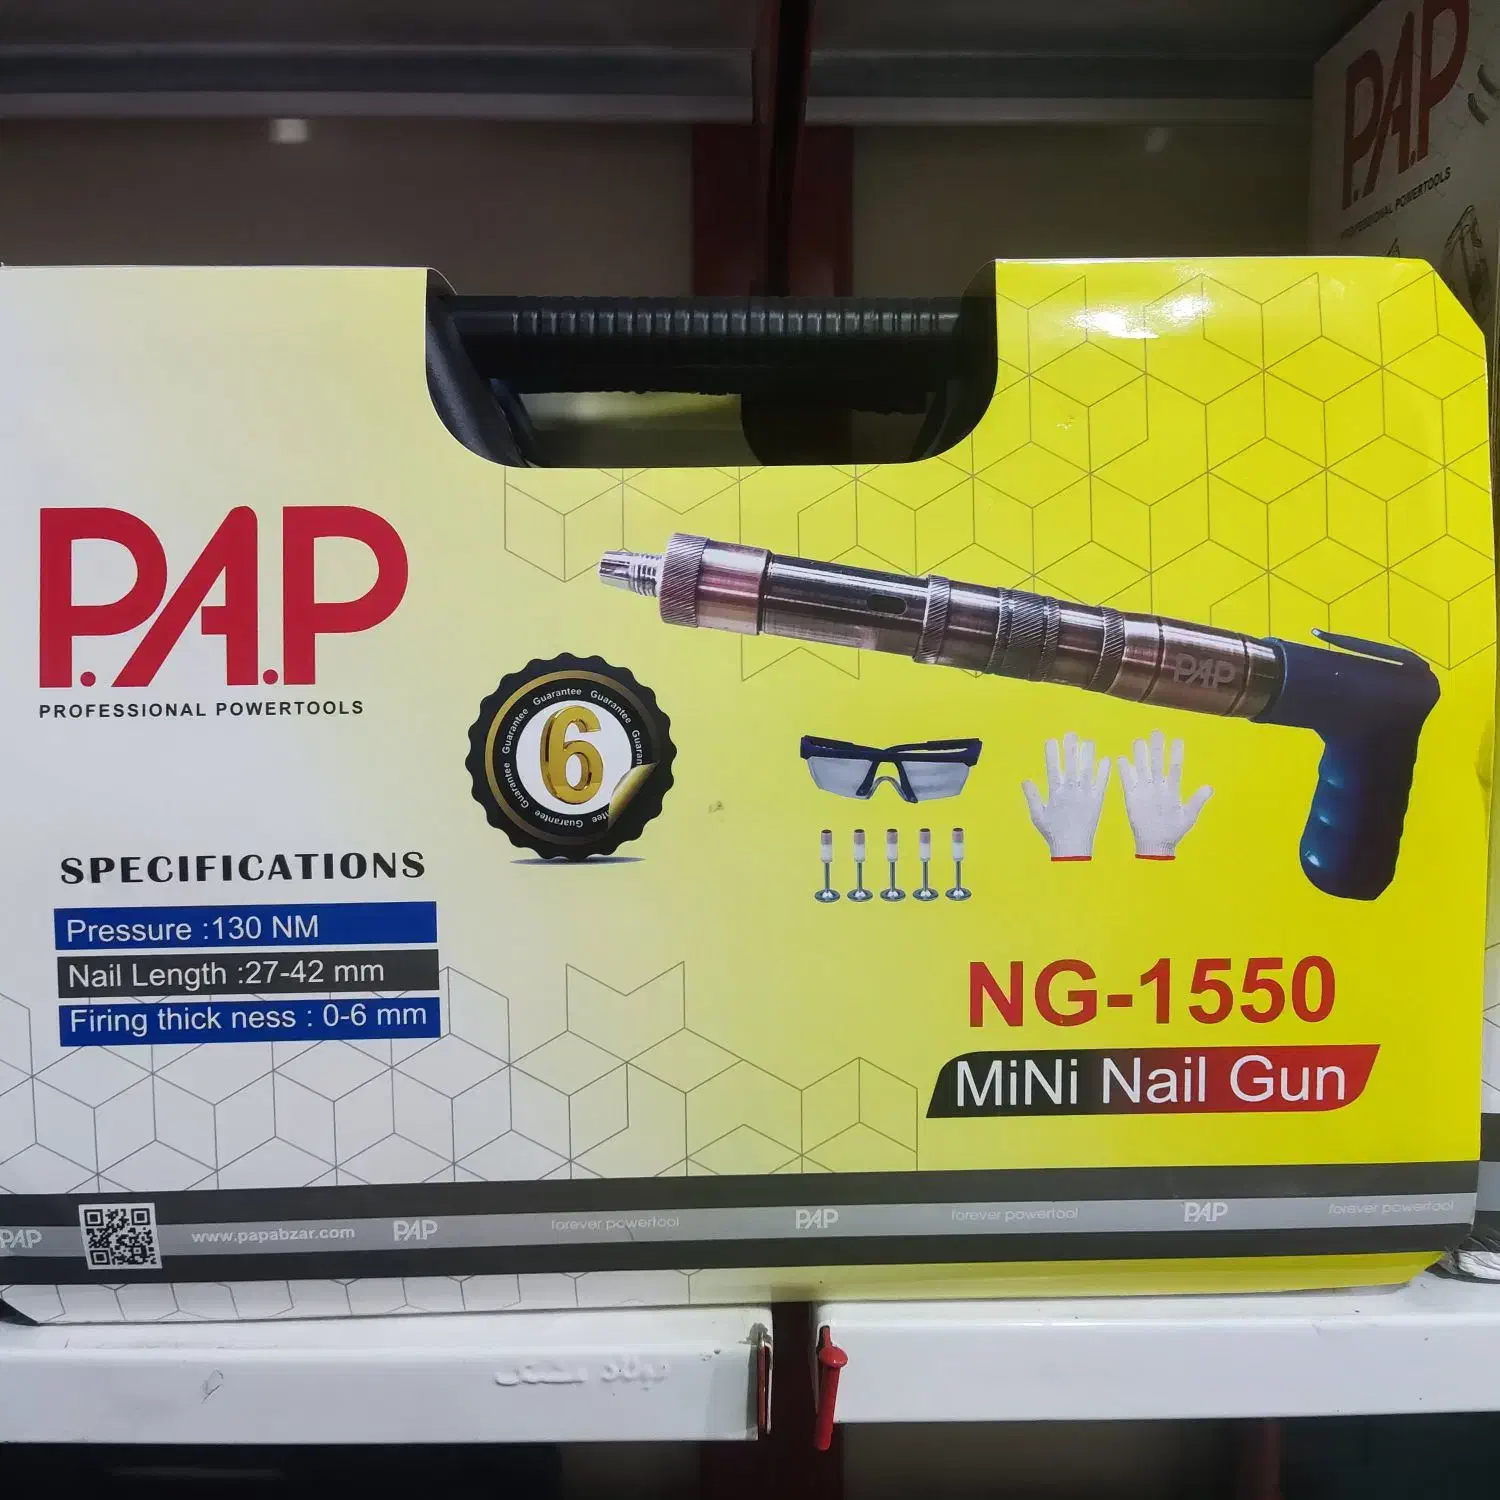 P.A.P
PROFESSIONAL POWERTOOLS
P.A.P
PROFESSIONAL POWERTOOLS
PAP
Guarantee Guarantee Guarantee Guarantee Guarantee
6
SPECIFICATIONS
Pressure :130 NM
Nail Length :27-42 mm
Firing thick ness : 0-6 mm
NG-1550
MiNi Nail Gun
PAP www.papabzar.com PAP forever powertool PAP forever powertool PAP forever powertool